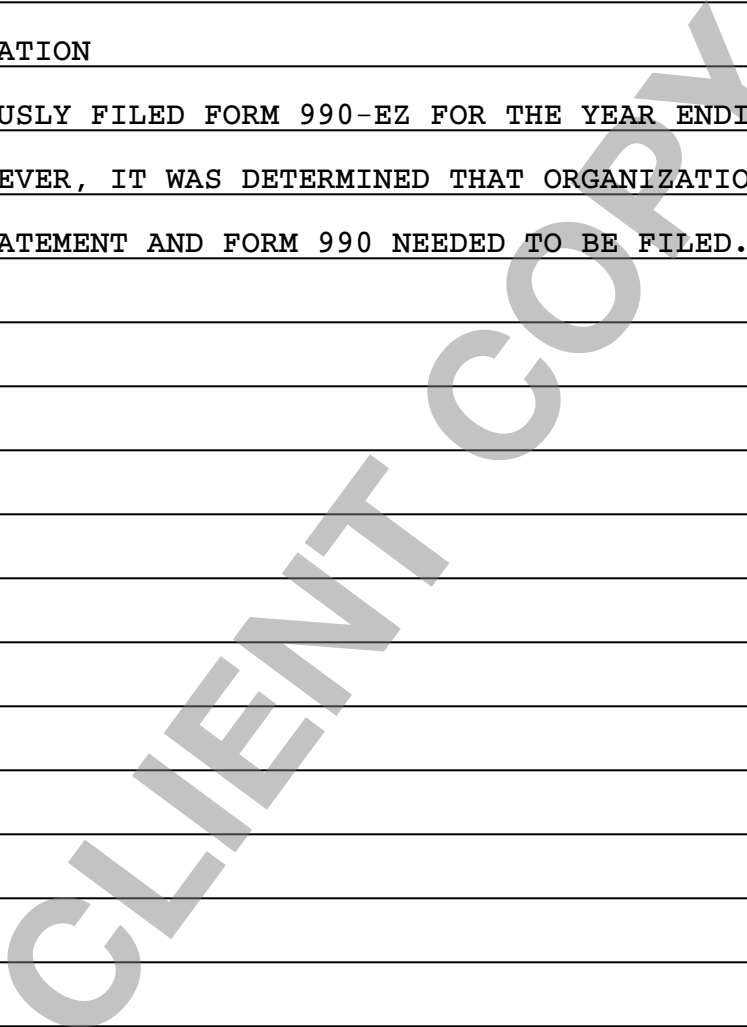 ATION
USLY FILED FORM 990-EZ FOR THE YEAR ENDI
EVER, IT WAS DETERMINED THAT ORGANIZATIO
ATEMENT AND FORM 990 NEEDED TO BE FILED.
CLIENT COPY